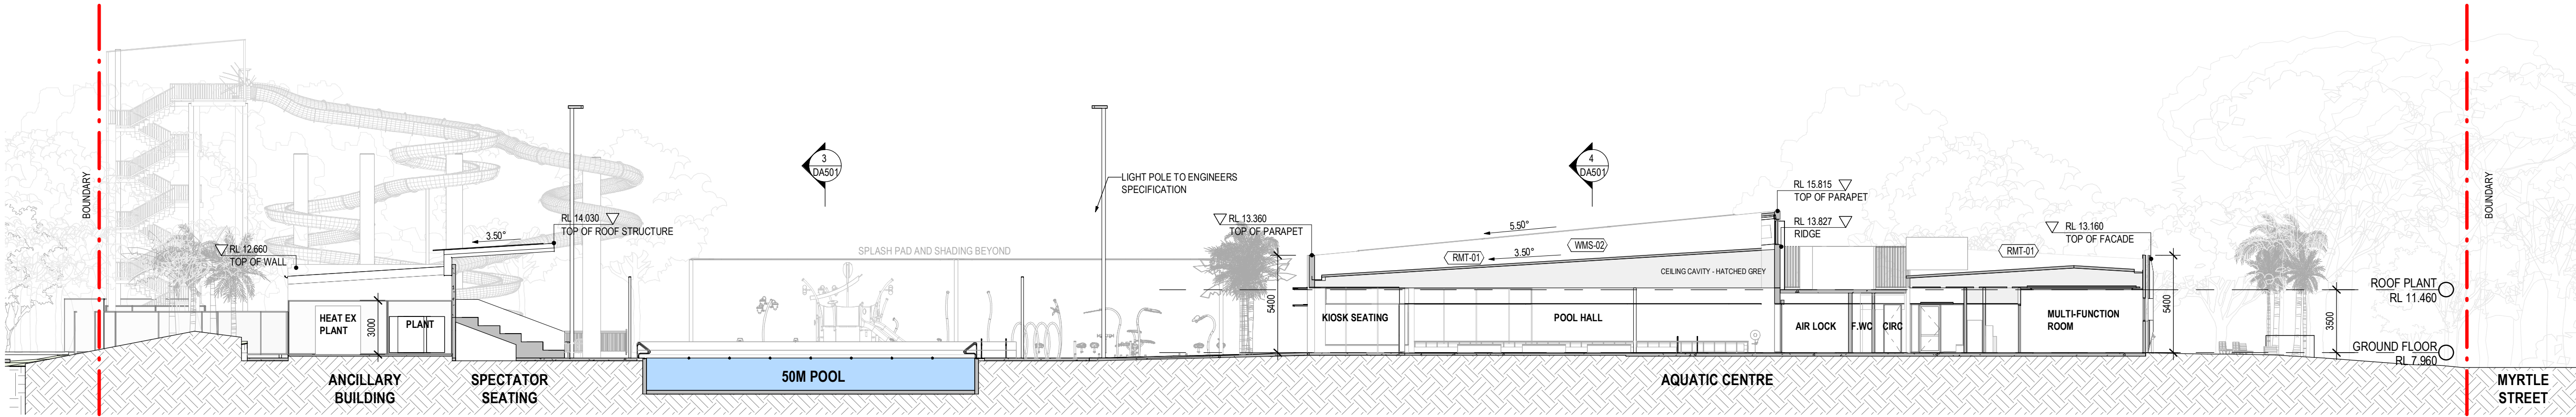 BOUNDARY
RL 12.660
TOP OF WALL
3.50°
RL 14.030
TOP OF ROOF STRUCTURE
HEAT EX
PLANT
3000
PLANT
ANCILLARY
BUILDING
SPECTATOR
SEATING
3
DA501
SPLASH PAD AND SHADING BEYOND
50M POOL
LIGHT POLE TO ENGINEERS
SPECIFICATION
RL 13.360
TOP OF PARAPET
5400
4
DA501
5.50°
RMT-01
3.50°
WMS-02
CEILING CAVITY - HATCHED GREY
KIOSK SEATING
POOL HALL
RL 15.815
TOP OF PARAPET
RL 13.827
RIDGE
AIR LOCK
F.WC
CIRC
AQUATIC CENTRE
RMT-01
RL 13.160
TOP OF FACADE
MULTI-FUNCTION
ROOM
5400
3500
ROOF PLANT
RL 11.460
GROUND FLOOR
RL 7.960
BOUNDARY
MYRTLE
STREET